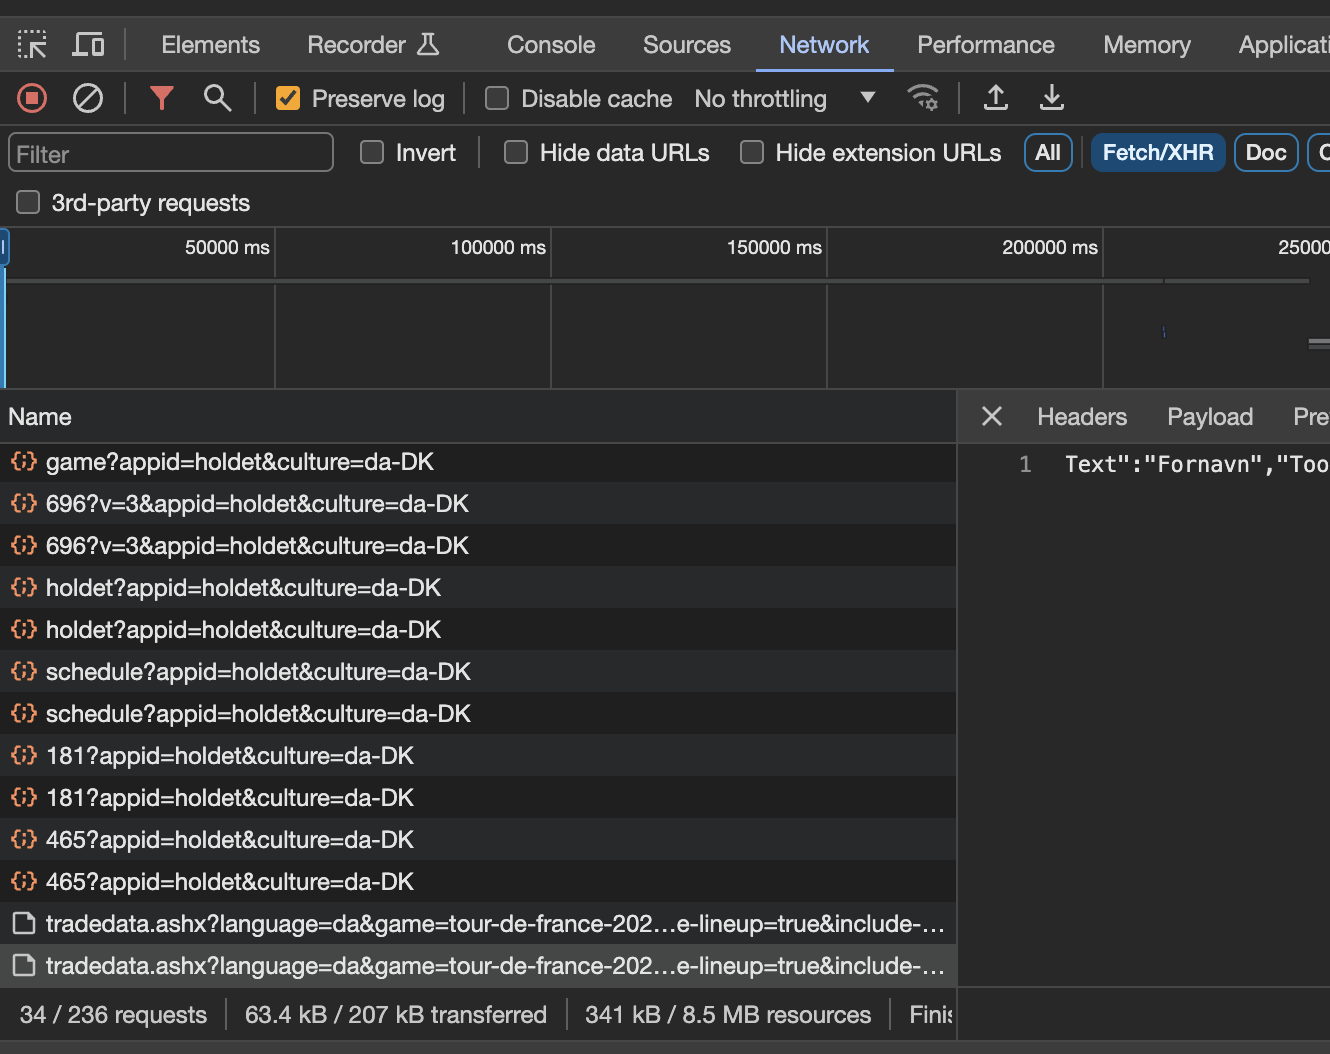 Elements Recorder Console Sources Network Performance Memory Applicati
Preserve log Disable cache No throttling
Filter Invert Hide data URLs Hide extension URLs All Fetch/XHR Doc
3rd-party requests
50000 ms 100000 ms 150000 ms 200000 ms 25000
Name
Headers Payload Pre
game?appid=holdet&culture=da-DK
1 Text":"Fornavn","Too
696?v=3&appid=holdet&culture=da-DK
696?v=3&appid=holdet&culture=da-DK
holdet?appid=holdet&culture=da-DK
holdet?appid=holdet&culture=da-DK
schedule?appid=holdet&culture=da-DK
schedule?appid=holdet&culture=da-DK
181?appid=holdet&culture=da-DK
181?appid=holdet&culture=da-DK
465?appid=holdet&culture=da-DK
465?appid=holdet&culture=da-DK
tradedata.ashx?language=da&game=tour-de-france-202…e-lineup=true&include-…
tradedata.ashx?language=da&game=tour-de-france-202…e-lineup=true&include-…
34 / 236 requests 63.4 kB / 207 kB transferred 341 kB / 8.5 MB resources Finis